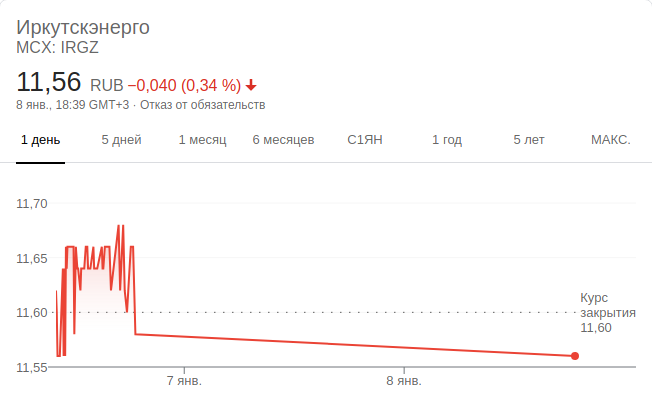 Иркутскэнерго
MCX: IRGZ
11,56 RUB −0,040 (0,34 %)
8 янв., 18:39 GMT+3 · Отказ от обязательств
1 день 5 дней 1 месяц 6 месяцев С1ЯН 1 год 5 лет МАКС.
11,70
11,65
11,60
11,55
Курс
закрытия
11,60
7 янв. 8 янв.